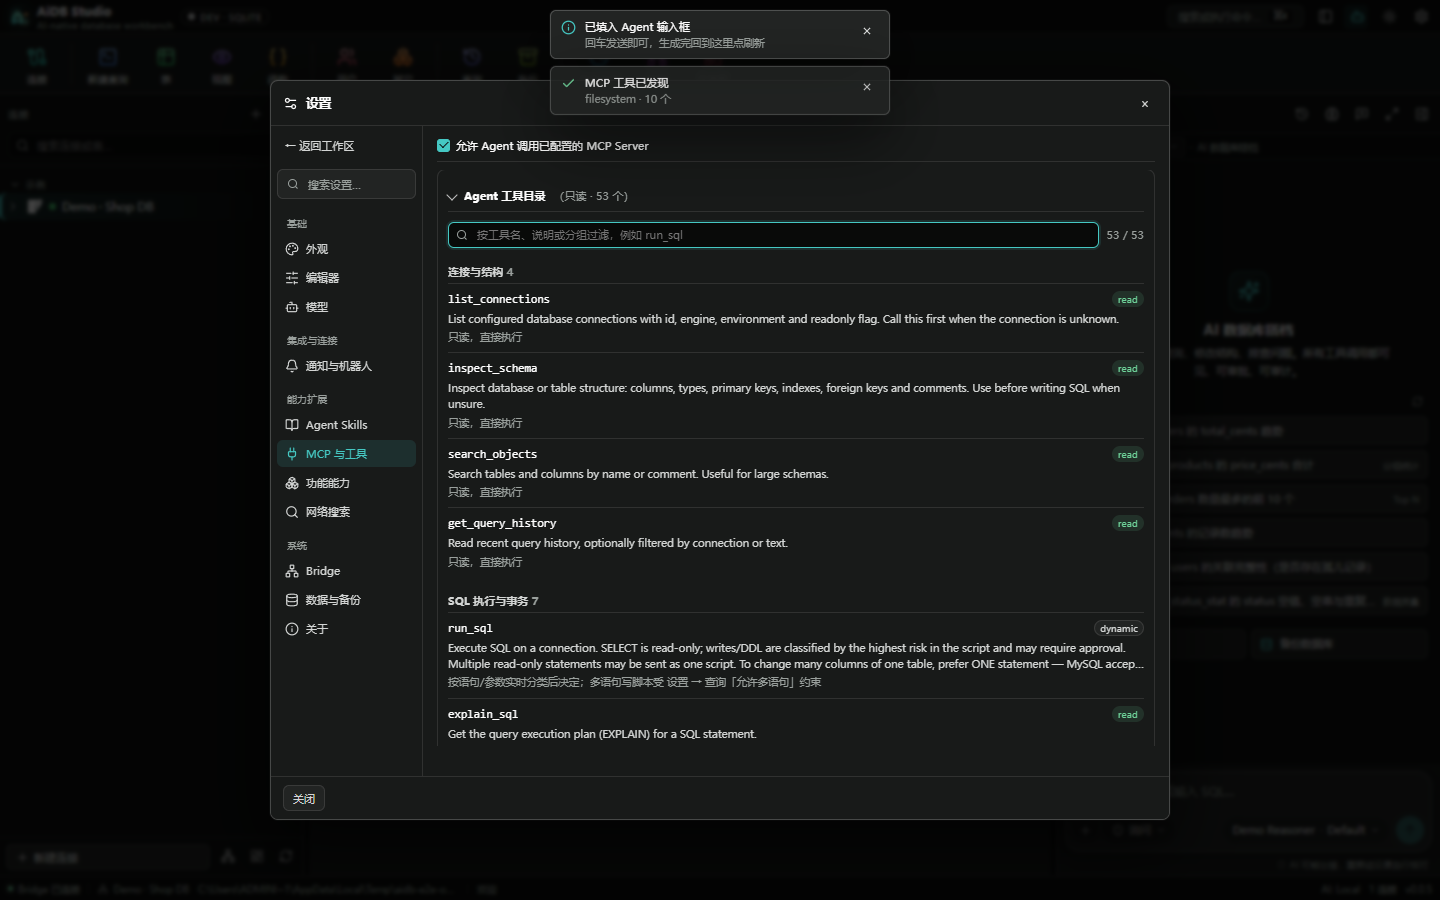 AIDB Studio
已填入 Agent 输入框
回车发送即可，生成完回到这里点刷新
MCP 工具已发现
filesystem · 10 个
设置
返回工作区
搜索设置...
基础
外观
编辑器
模型
集成与连接
通知与机器人
能力扩展
Agent Skills
MCP 与工具
功能能力
网络搜索
系统
Bridge
数据与备份
关于
允许 Agent 调用已配置的 MCP Server
Agent 工具目录 （只读 · 53 个）
按工具名、说明或分组过滤，例如 run_sql
53 / 53
连接与结构 4
list_connections
read
List configured database connections with id, engine, environment and readonly flag. Call this first when the connection is unknown.
只读，直接执行
inspect_schema
read
Inspect database or table structure: columns, types, primary keys, indexes, foreign keys and comments. Use before writing SQL when
unsure.
只读，直接执行
search_objects
read
Search tables and columns by name or comment. Useful for large schemas.
只读，直接执行
get_query_history
read
Read recent query history, optionally filtered by connection or text.
只读，直接执行
SQL 执行与事务 7
run_sql
dynamic
Execute SQL on a connection. SELECT is read-only; writes/DDL are classified by the highest risk in the script and may require approval.
Multiple read-only statements may be sent as one script. To change many columns of one table, prefer ONE statement — MySQL accep...
按语句/参数实时分类后决定；多语句写脚本受 设置 → 查询「允许多语句」约束
explain_sql
read
Get the query execution plan (EXPLAIN) for a SQL statement.
关闭
Demo · Shop DB